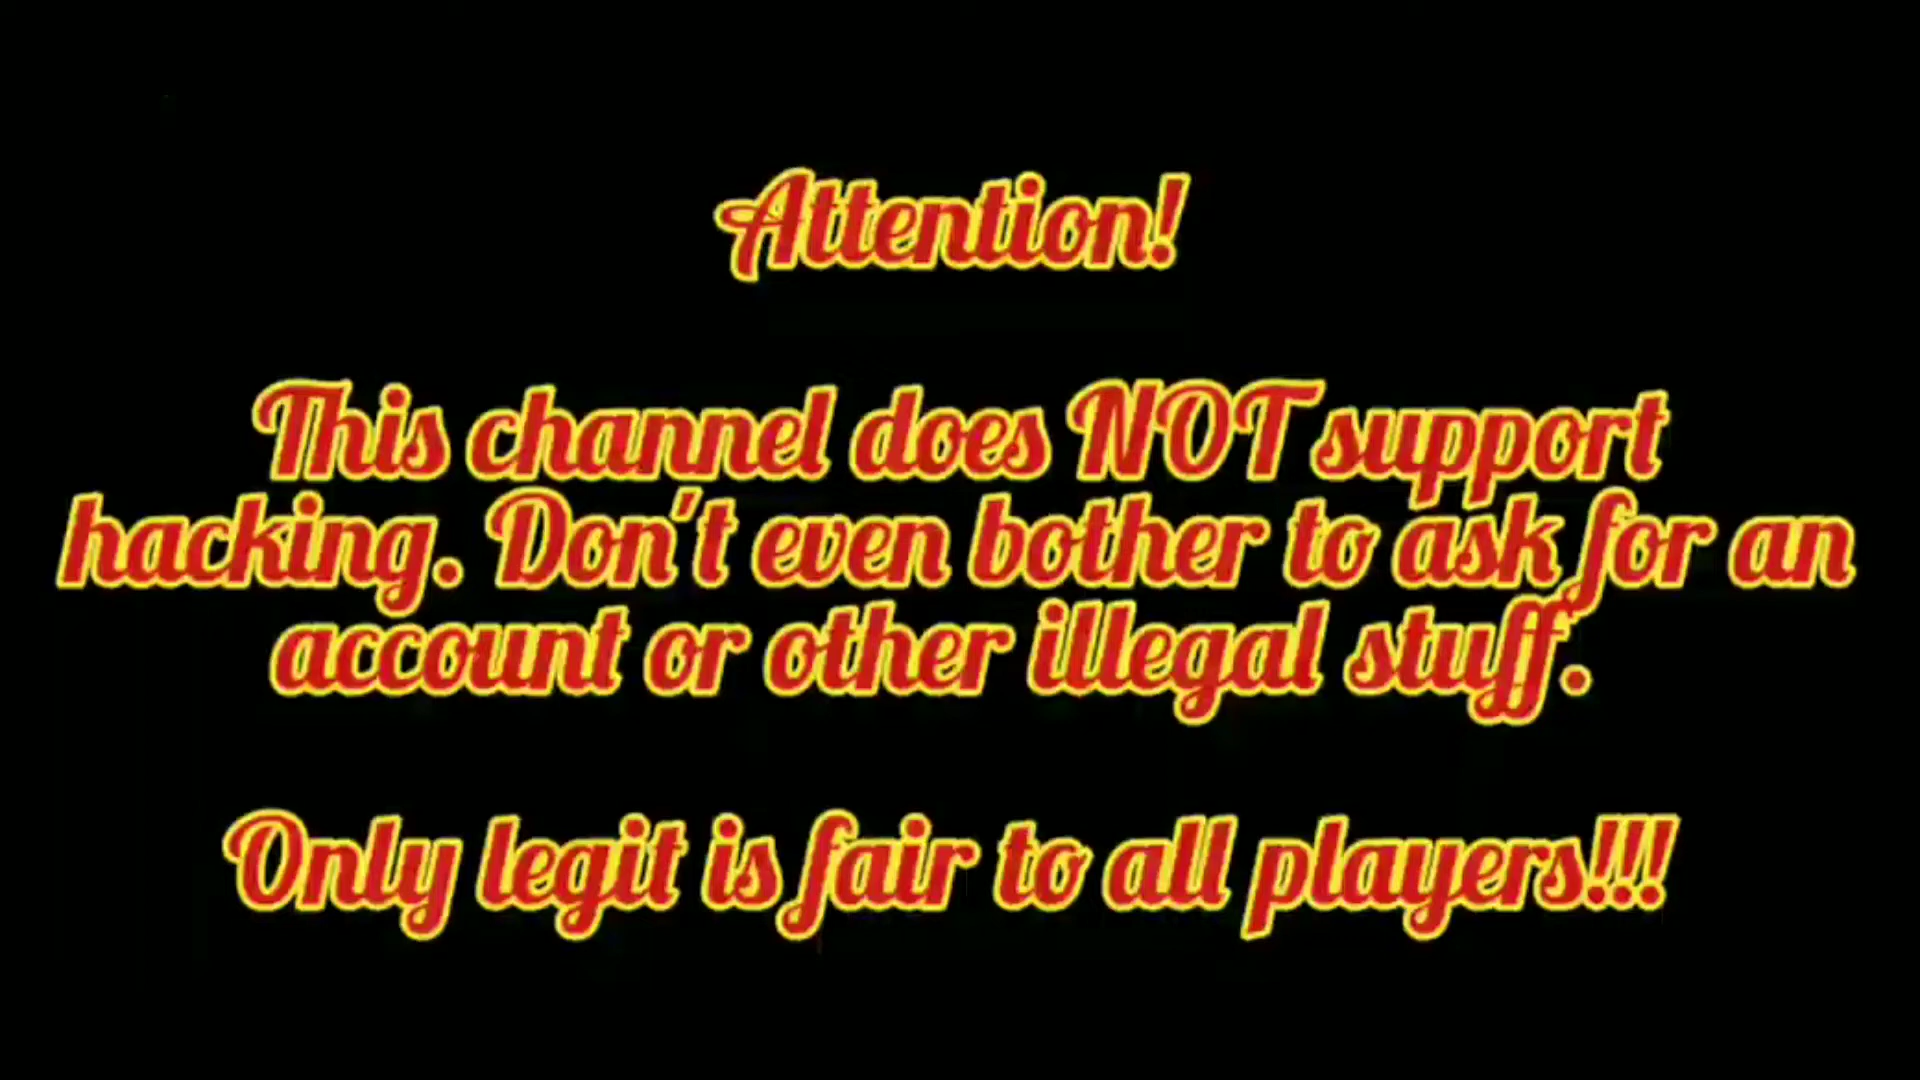 Attention!
This channel does NOT support
hacking. Don't even bother to ask for an
account or other illegal stuff.
Only legit is fair to all players!!!